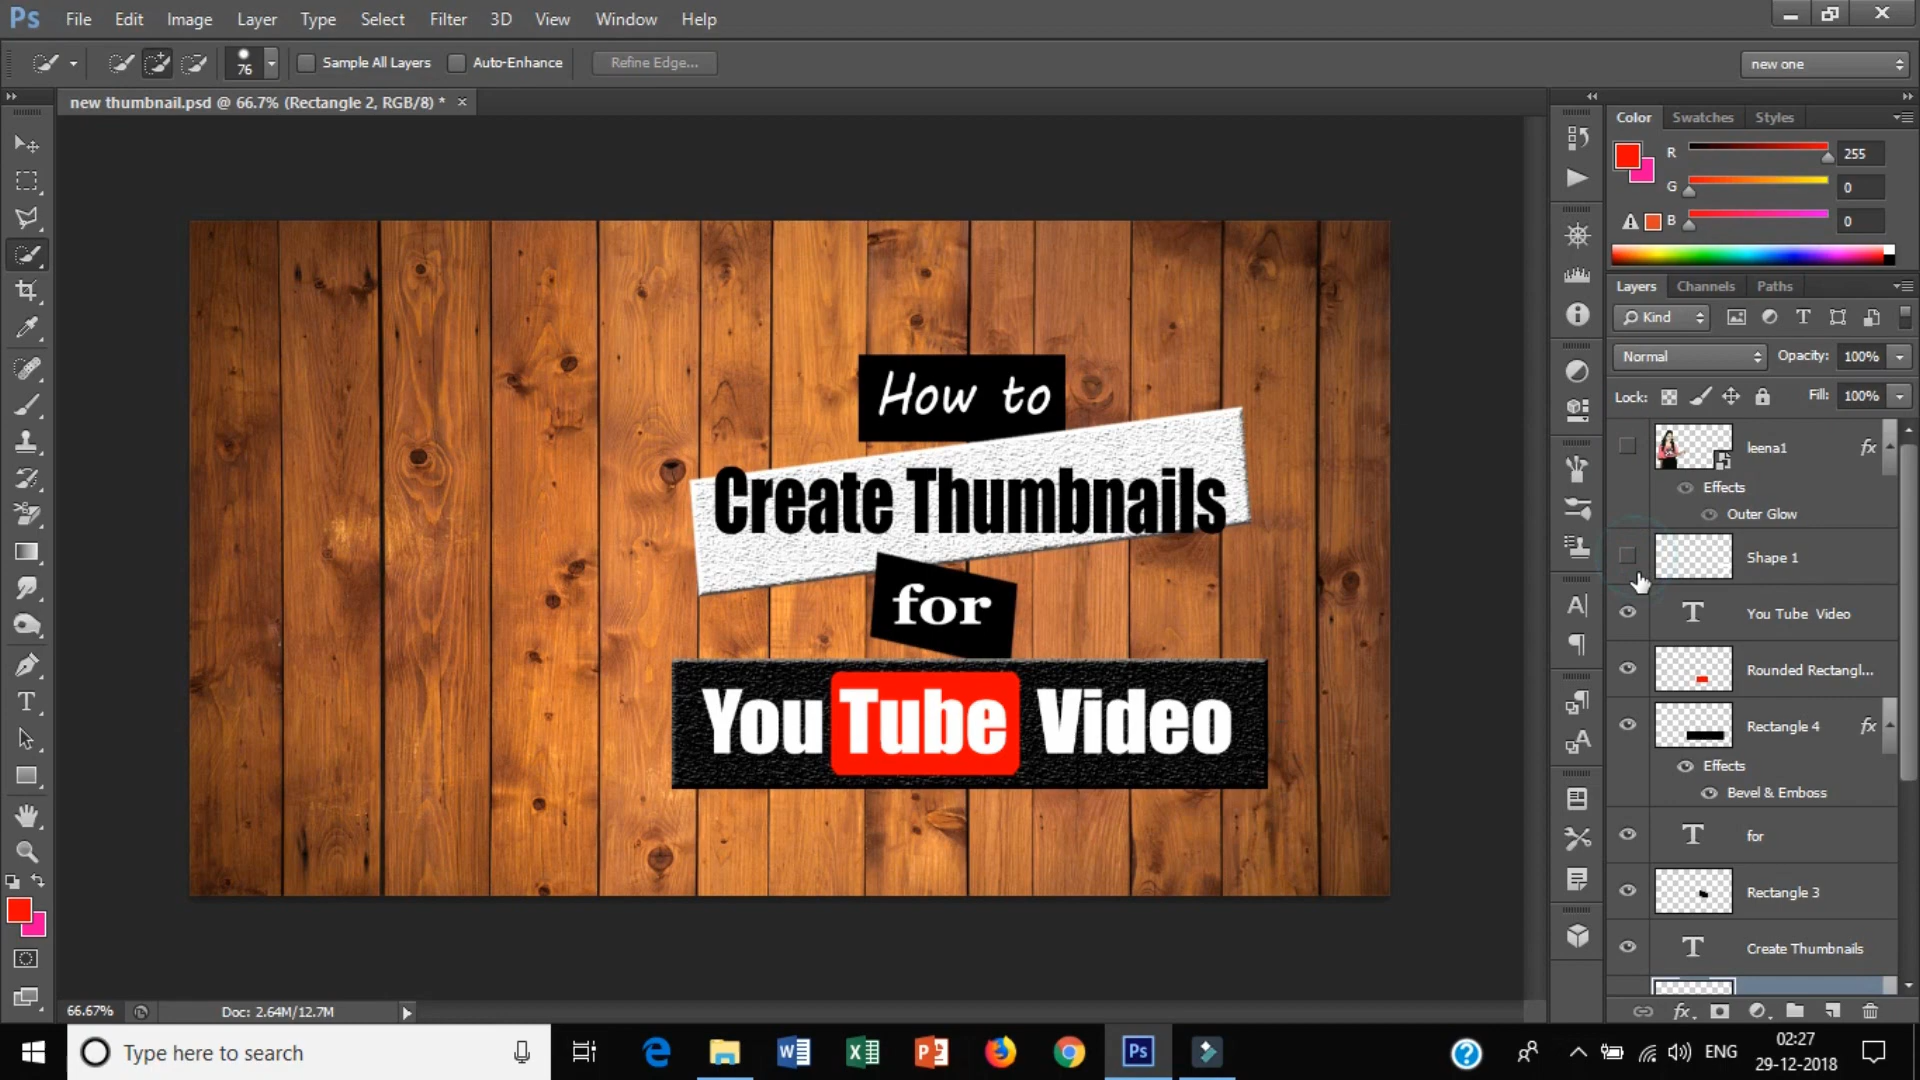 Ps File Edit Image Layer Type Select Filter 3D View Window Help
76 Sample All Layers Auto-Enhance Refine Edge... new one
new thumbnail.psd @ 66.7% (Rectangle 2, RGB/8) * ×
Color Swatches Styles
R 255
G 0
B 0
Layers Channels Paths
Kind
Normal Opacity: 100%
Lock: Fill: 100%
leena1 fx
Effects
Outer Glow
Shape 1
You Tube Video
Rounded Rectangl...
Rectangle 4 fx
Effects
Bevel & Emboss
for
Rectangle 3
Create Thumbnails
How to
Create Thumbnails
for
You Tube Video
66.67% Doc: 2.64M/12.7M
Type here to search
ENG
02:27
29-12-2018